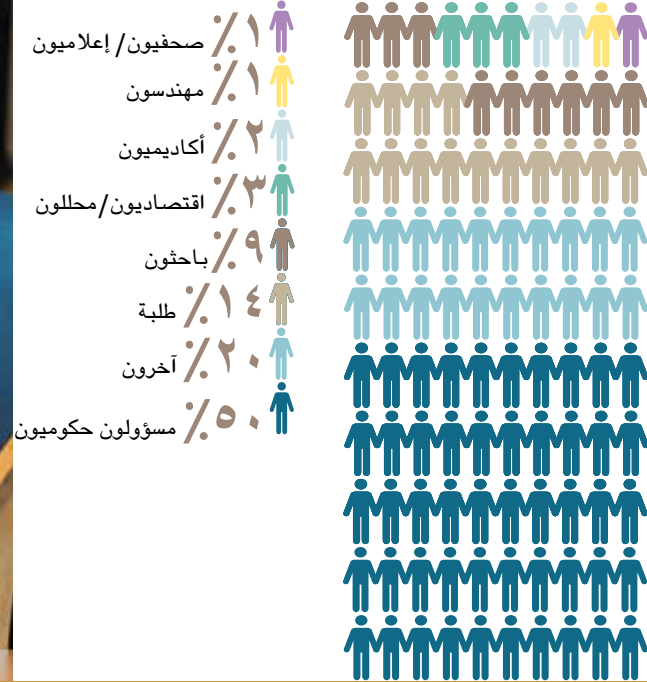 ١٪ صحفيون/إعلاميون
١٪ مهندسون
٢٪ أكاديميون
٣٪ اقتصاديون/محللون
٩٪ باحثون
١٤٪ طلبة
٢٠٪ آخرون
٥٠٪ مسؤولون حكوميون